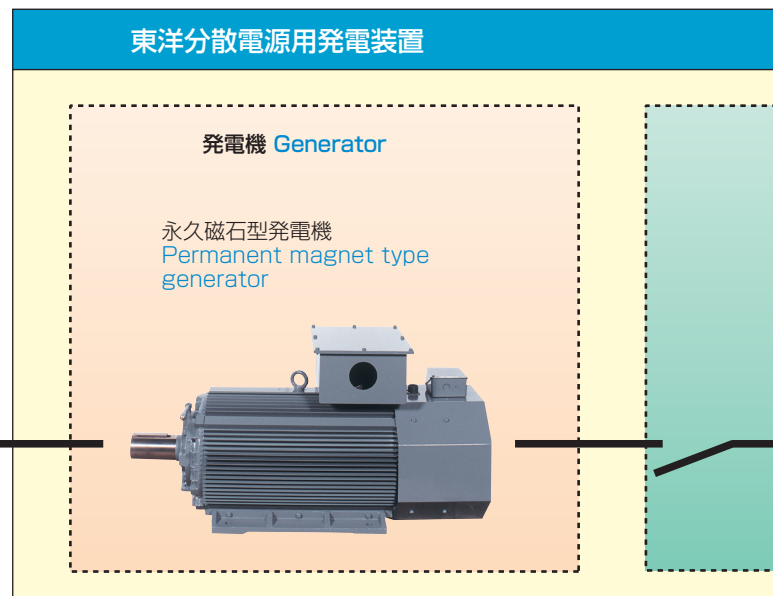 東洋分散電源用発電装置
発電機 Generator
永久磁石型発電機
Permanent magnet type
generator